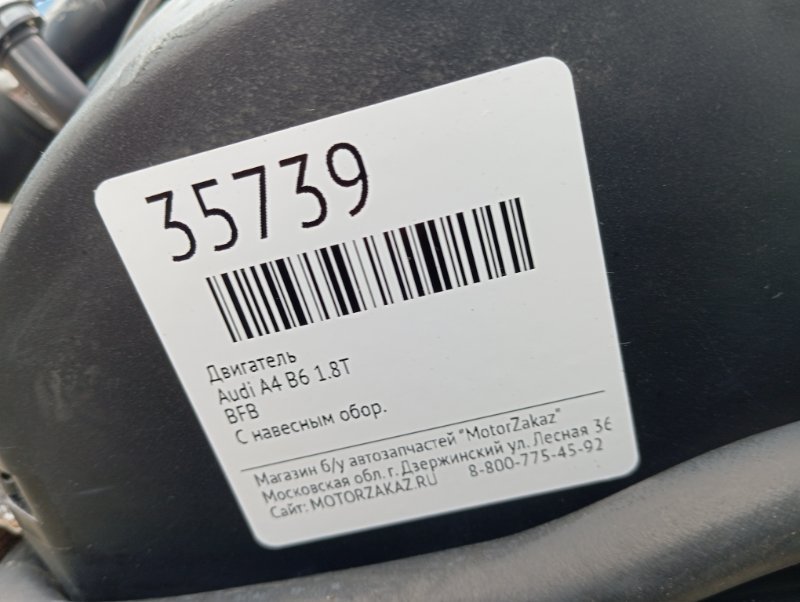 35739
Двигатель
Audi A4 B6 1.8T
BFB
С навесным обор.
Магазин б/у автозапчастей "MotorZakaz"
Московская обл. г. Дзержинский ул. Лесная 3Е
Сайт: MOTORZAKAZ.RU 8-800-775-45-92